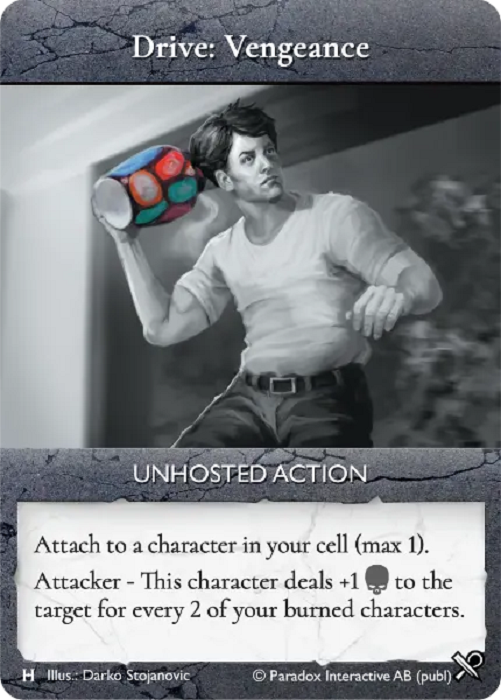 Drive: Vengeance
UNHOSTED ACTION
Attach to a character in your cell (max 1).
Attacker - This character deals +1 to the
target for every 2 of your burned characters.
H Illus.: Darko Stojanovic © Paradox Interactive AB (publ)